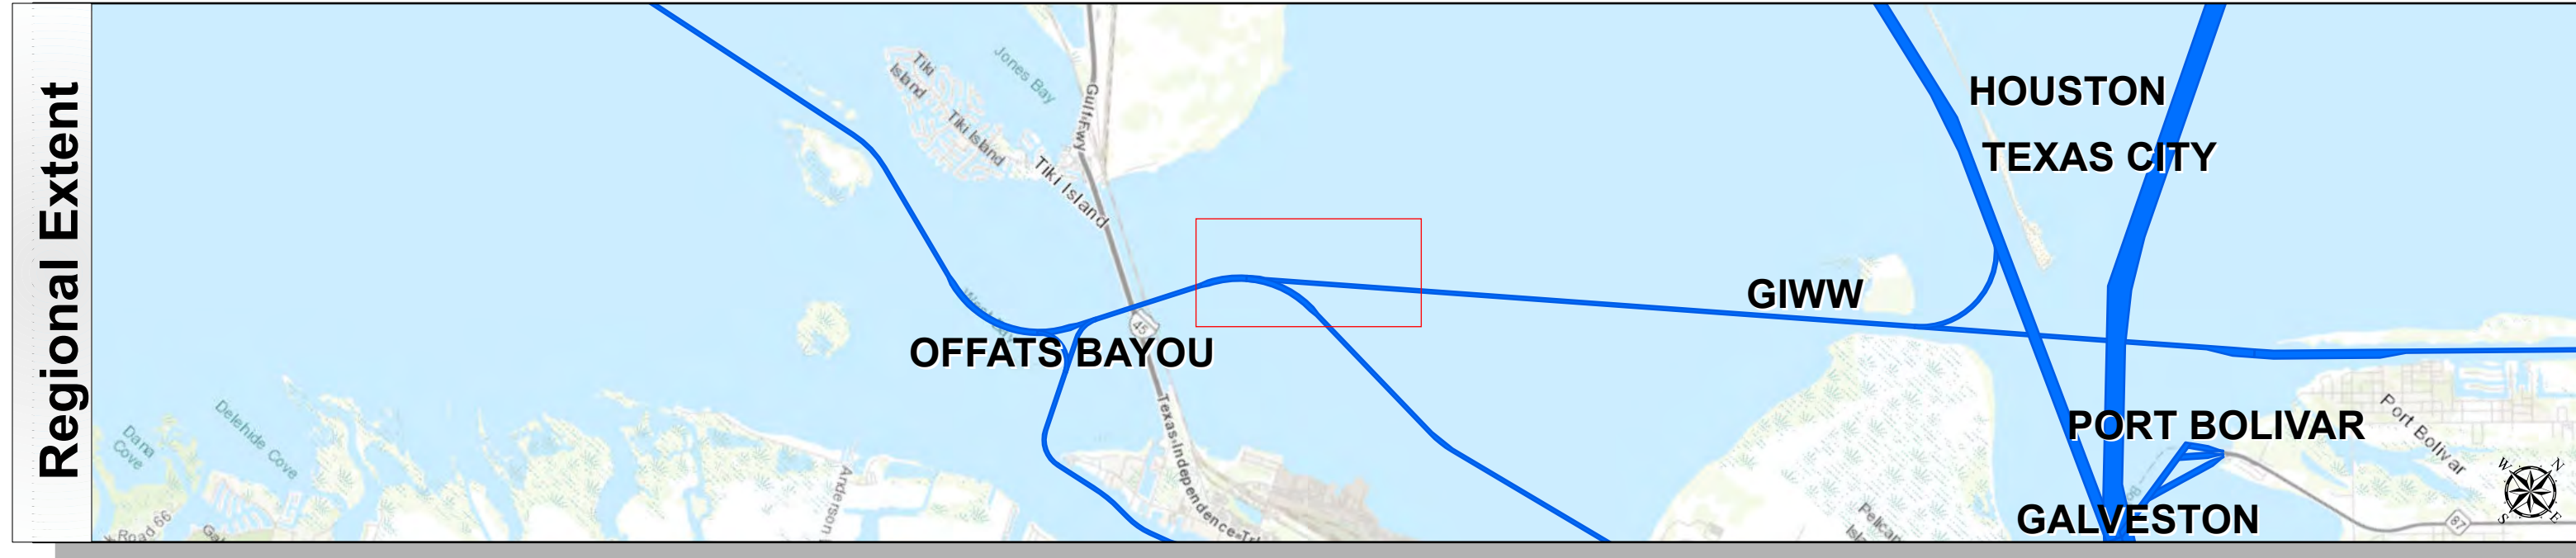 Regional Extent
Tiki
Island
Jones Bay
Gulf Fwy
Tiki Island
Tiki Island
HOUSTON
TEXAS CITY
GIWW
45
OFFATS BAYOU
Dana
Cove
Delehide Cove
Anderson
Road 66
Texas Independence
PORT BOLIVAR
Port Bolivar
GALVESTON
Pelican
87
W
N
S
E